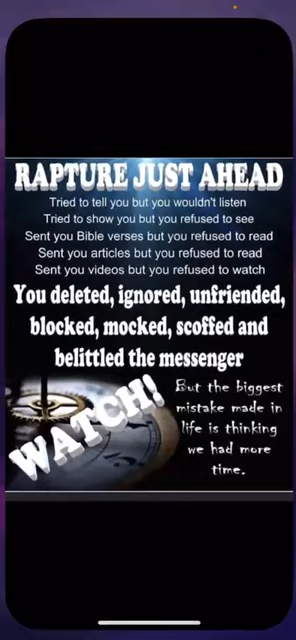 RAPTURE JUST AHEAD
Tried to tell you but you wouldn't listen
Tried to show you but you refused to see
Sent you Bible verses but you refused to read
Sent you articles but you refused to read
Sent you videos but you refused to watch
You deleted, ignored, unfriended,
blocked, mocked, scoffed and
belittled the messenger
WATCH!
But the biggest
mistake made in
life is thinking
we had more
time.